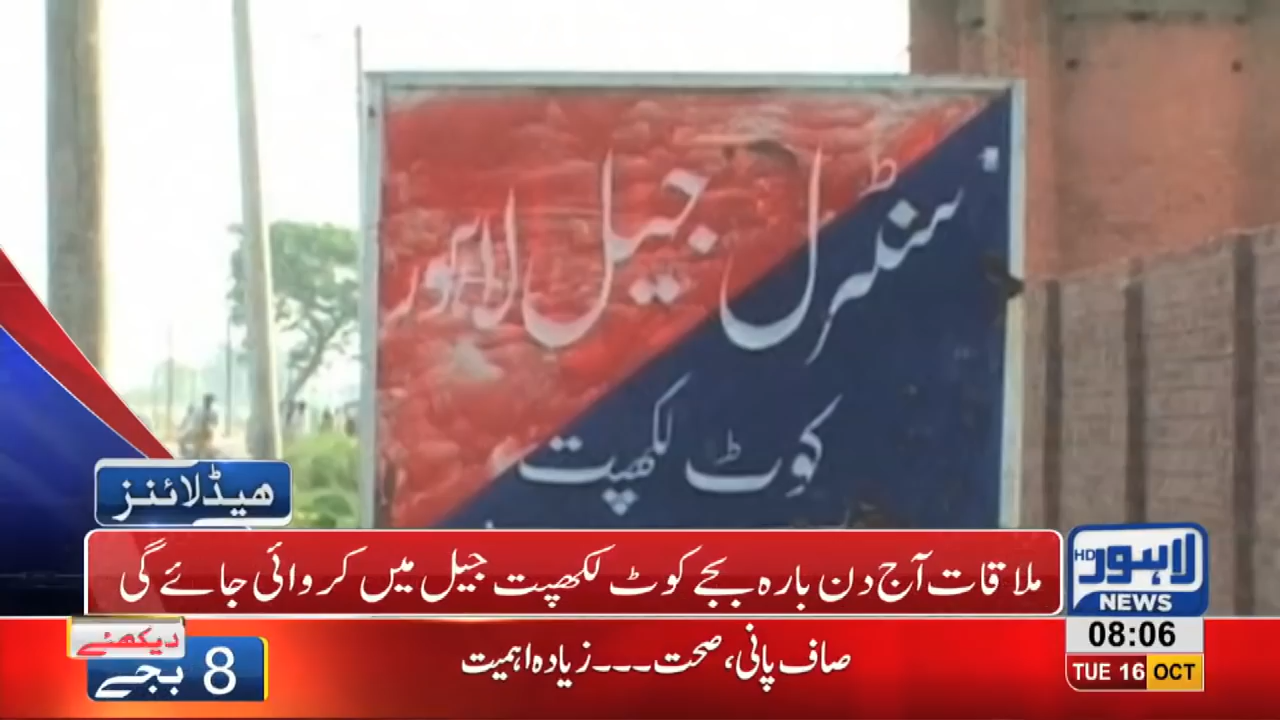 سنٹرل جیل لاہور
کوٹ لکھپت
ھیڈلائنز
ملاقات آج دن بارہ بجے کوٹ لکھپت جیل میں کروائی جائے گی
لاہور HD
NEWS
08:06
TUE 16 OCT
دیکھئے
8 بجے
صاف پانی، صحت۔۔۔زیادہ اہمیت